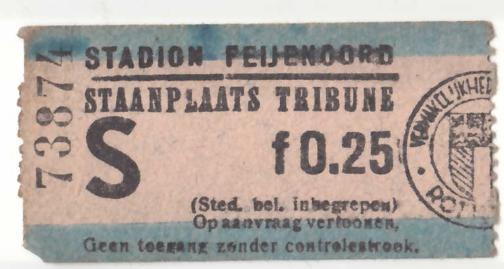 73874
STADION FEIJENOORD
STAANPLAATS TRIBUNE
S
f 0.25
(Sted. bel. inbegrepen)
Op aanvraag vertoonen,
Geen toegang zonder controlestrook.